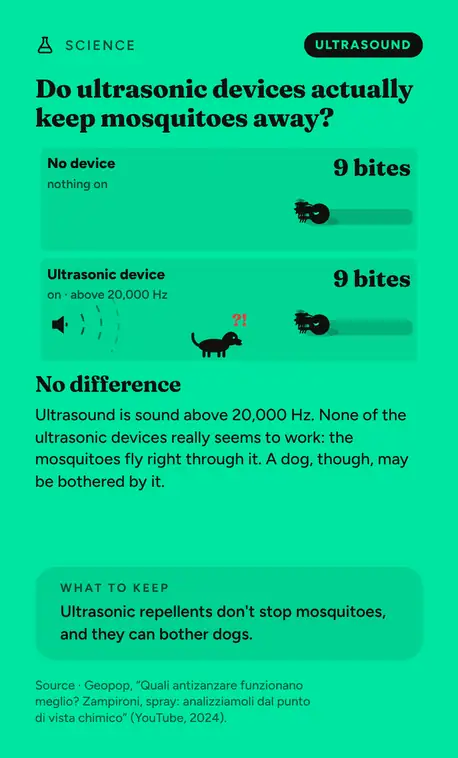 SCIENCE
ULTRASOUND
Do ultrasonic devices actually
keep mosquitoes away?
No device
9 bites
nothing on
Ultrasonic device
9 bites
on · above 20,000 Hz
?!
No difference
Ultrasound is sound above 20,000 Hz. None of the
ultrasonic devices really seems to work: the
mosquitoes fly right through it. A dog, though, may
be bothered by it.
WHAT TO KEEP
Ultrasonic repellents don't stop mosquitoes,
and they can bother dogs.
Source · Geopop, “Quali antizanzare funzionano
meglio? Zampironi, spray: analizziamoli dal punto
di vista chimico” (YouTube, 2024).